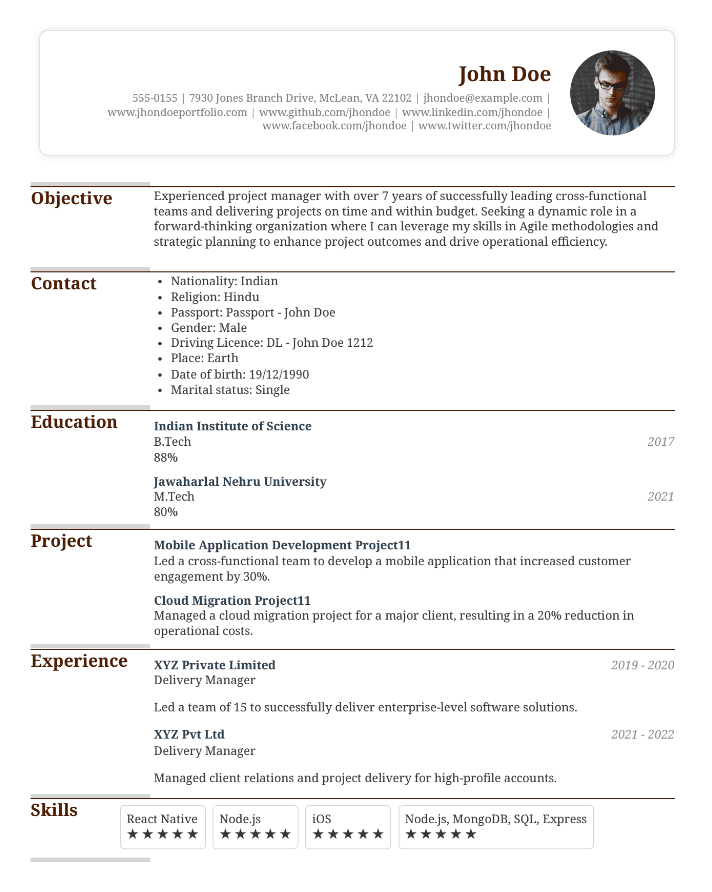 John Doe
555-0155 | 7930 Jones Branch Drive, McLean, VA 22102 | jhondoe@example.com |
www.jhondoeportfolio.com | www.github.com/jhondoe | www.linkedin.com/jhondoe |
www.facebook.com/jhondoe | www.twitter.com/jhondoe
Objective
Experienced project manager with over 7 years of successfully leading cross-functional
teams and delivering projects on time and within budget. Seeking a dynamic role in a
forward-thinking organization where I can leverage my skills in Agile methodologies and
strategic planning to enhance project outcomes and drive operational efficiency.
Contact
• Nationality: Indian
• Religion: Hindu
• Passport: Passport - John Doe
• Gender: Male
• Driving Licence: DL - John Doe 1212
• Place: Earth
• Date of birth: 19/12/1990
• Marital status: Single
Education
Indian Institute of Science
B.Tech 2017
88%
Jawaharlal Nehru University
M.Tech 2021
80%
Project
Mobile Application Development Project11
Led a cross-functional team to develop a mobile application that increased customer
engagement by 30%.
Cloud Migration Project11
Managed a cloud migration project for a major client, resulting in a 20% reduction in
operational costs.
Experience
XYZ Private Limited 2019 - 2020
Delivery Manager
Led a team of 15 to successfully deliver enterprise-level software solutions.
XYZ Pvt Ltd 2021 - 2022
Delivery Manager
Managed client relations and project delivery for high-profile accounts.
Skills
React Native
★★★★★
Node.js
★★★★★
iOS
★★★★★
Node.js, MongoDB, SQL, Express
★★★★★